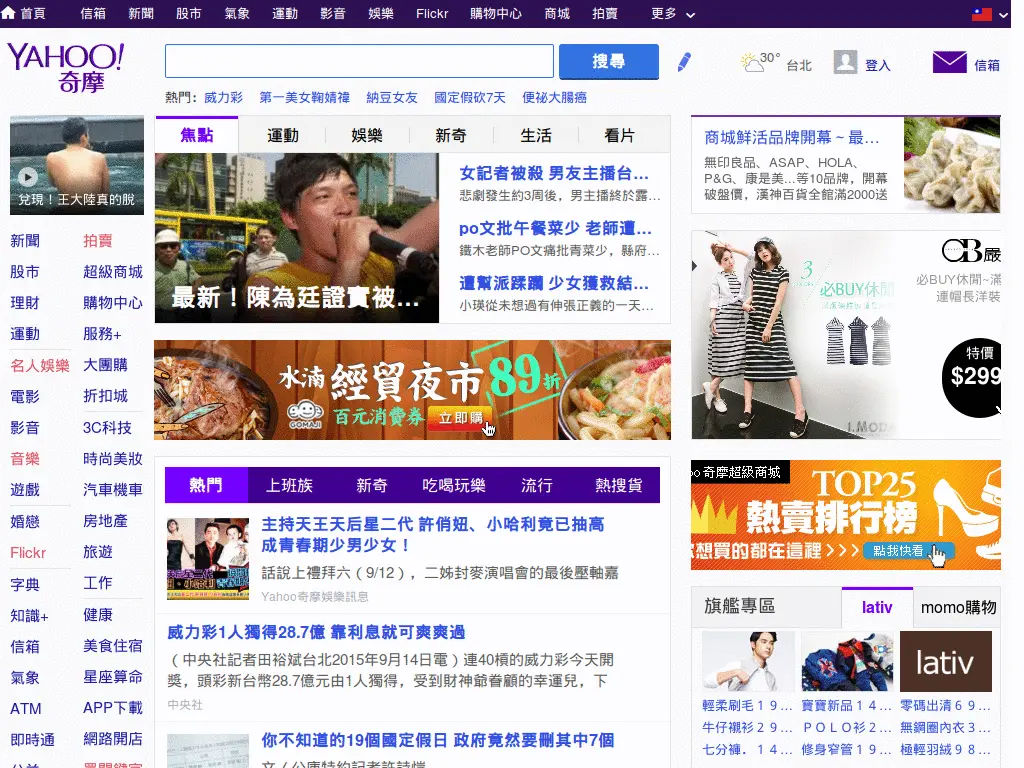 首頁 信箱 新聞 股市 氣象 運動 影音 娛樂 Flickr 購物中心 商城 拍賣 更多
YAHOO!
奇摩
搜尋
30° 台北
登入
信箱
熱門： 威力彩 第一美女鞠婧禕 納豆女友 國定假砍7天 便祕大腸癌
兌現！王大陸真的脫
新聞 拍賣
股市 超級商城
理財 購物中心
運動 服務+
名人娛樂 大團購
電影 折扣城
影音 3C科技
音樂 時尚美妝
遊戲 汽車機車
婚戀 房地產
Flickr 旅遊
字典 工作
知識+ 健康
信箱 美食住宿
氣象 星座算命
ATM APP下載
即時通 網路開店
焦點 運動 娛樂 新奇 生活 看片
最新！陳為廷證實被...
女記者被殺 男友主播台...
悲劇發生約3周後，男主播終於露...
po文批午餐菜少 老師遭...
鐵木老師PO文痛批青菜少，縣府...
遭幫派蹂躪 少女獲救結...
小瑛從未想過有伸張正義的一天...
水湳 經貿夜市 89折
GOMAJI
百元消費券
立即購
熱門 上班族 新奇 吃喝玩樂 流行 熱搜貨
主持天王天后星二代 許俏妞、小哈利竟已抽高
成青春期少男少女！
話說上禮拜六（9/12），二姊封麥演唱會的最後壓軸嘉
Yahoo奇摩娛樂訊息
威力彩1人獨得28.7億 靠利息就可爽爽過
（中央社記者田裕斌台北2015年9月14日電）連40槓的威力彩今天開
獎，頭彩新台幣28.7億元由1人獨得，受到財神爺眷顧的幸運兒，下
中央社
你不知道的19個國定假日 政府竟然要刪其中7個
文／公庫特約記者許詩愷
商城鮮活品牌開幕～最...
無印良品、ASAP、HOLA、
P&G、康是美...等10品牌，開幕
破盤價，漢神百貨全館滿2000送
OB嚴
必BUY休閒~滿
連帽長洋裝
3
必BUY休閒
特價
$299
I.MODA
奇摩超級商城
TOP25
熱賣排行榜
想買的都在這裡>>>
點我快看
旗艦專區 lativ momo購物
lativ
輕柔刷毛１９... 寶寶新品１４... 零碼出清６９...
牛仔襯衫２９... ＰＯＬＯ衫２... 無鋼圈內衣３...
七分褲．１４... 修身窄管１９... 極輕羽絨９８...